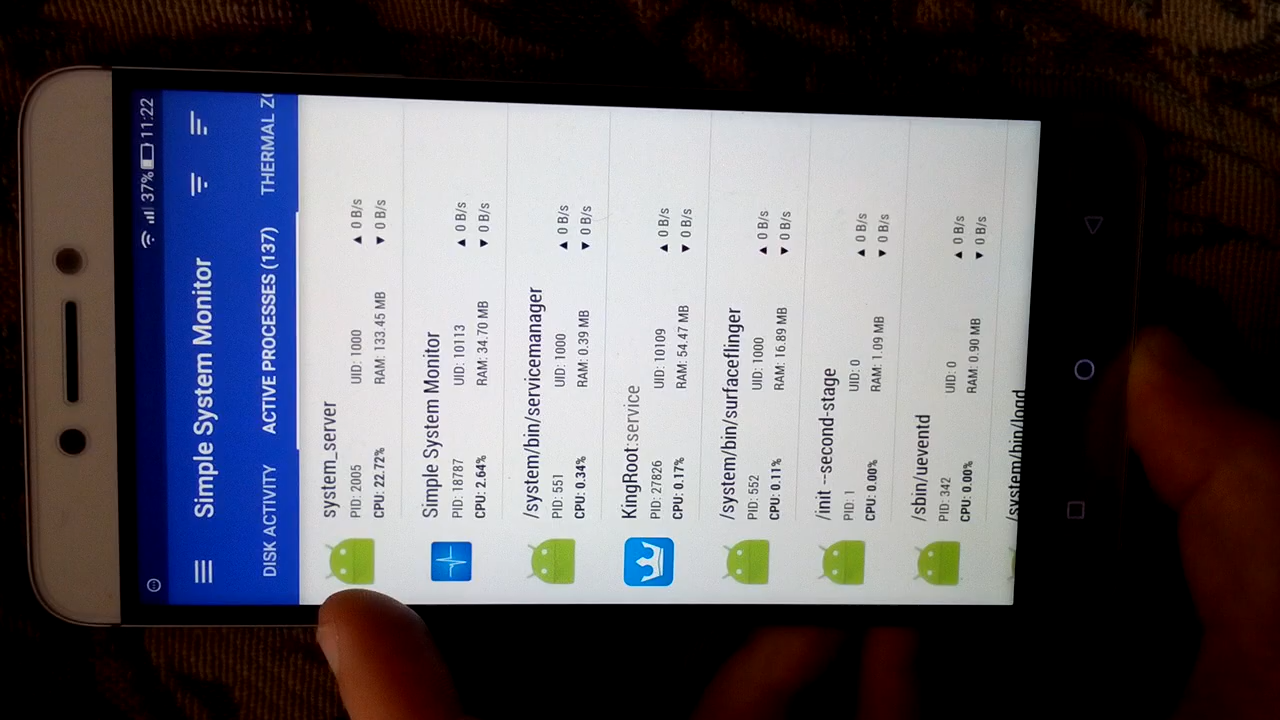 37% 11:22
Simple System Monitor
DISK ACTIVITY ACTIVE PROCESSES (137) THERMAL ZO
system_server
PID: 2005 UID: 1000 ▲ 0 B/s
CPU: 22.72% RAM: 133.45 MB ▼ 0 B/s
Simple System Monitor
PID: 18787 UID: 10113 ▲ 0 B/s
CPU: 2.64% RAM: 34.70 MB ▼ 0 B/s
/system/bin/servicemanager
PID: 551 UID: 1000 ▲ 0 B/s
CPU: 0.34% RAM: 0.39 MB ▼ 0 B/s
KingRoot:service
PID: 27826 UID: 10109 ▲ 0 B/s
CPU: 0.17% RAM: 54.47 MB ▼ 0 B/s
/system/bin/surfaceflinger
PID: 552 UID: 1000 ▲ 0 B/s
CPU: 0.11% RAM: 16.89 MB ▼ 0 B/s
/init --second-stage
PID: 1 UID: 0 ▲ 0 B/s
CPU: 0.00% RAM: 1.09 MB ▼ 0 B/s
/sbin/ueventd
PID: 342 UID: 0 ▲ 0 B/s
CPU: 0.00% RAM: 0.90 MB ▼ 0 B/s